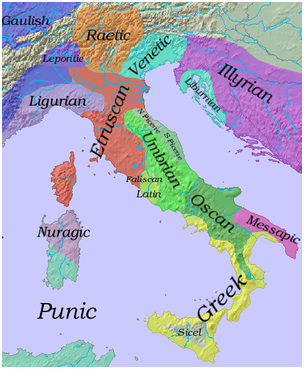 Gaulish
Raetic
Lepontic
Venetic
Illyrian
Liburnian
Ligurian
Etruscan
N Picene
S Picene
Umbrian
Faliscan
Latin
Oscan
Messapic
Nuragic
Greek
Punic
Sicel